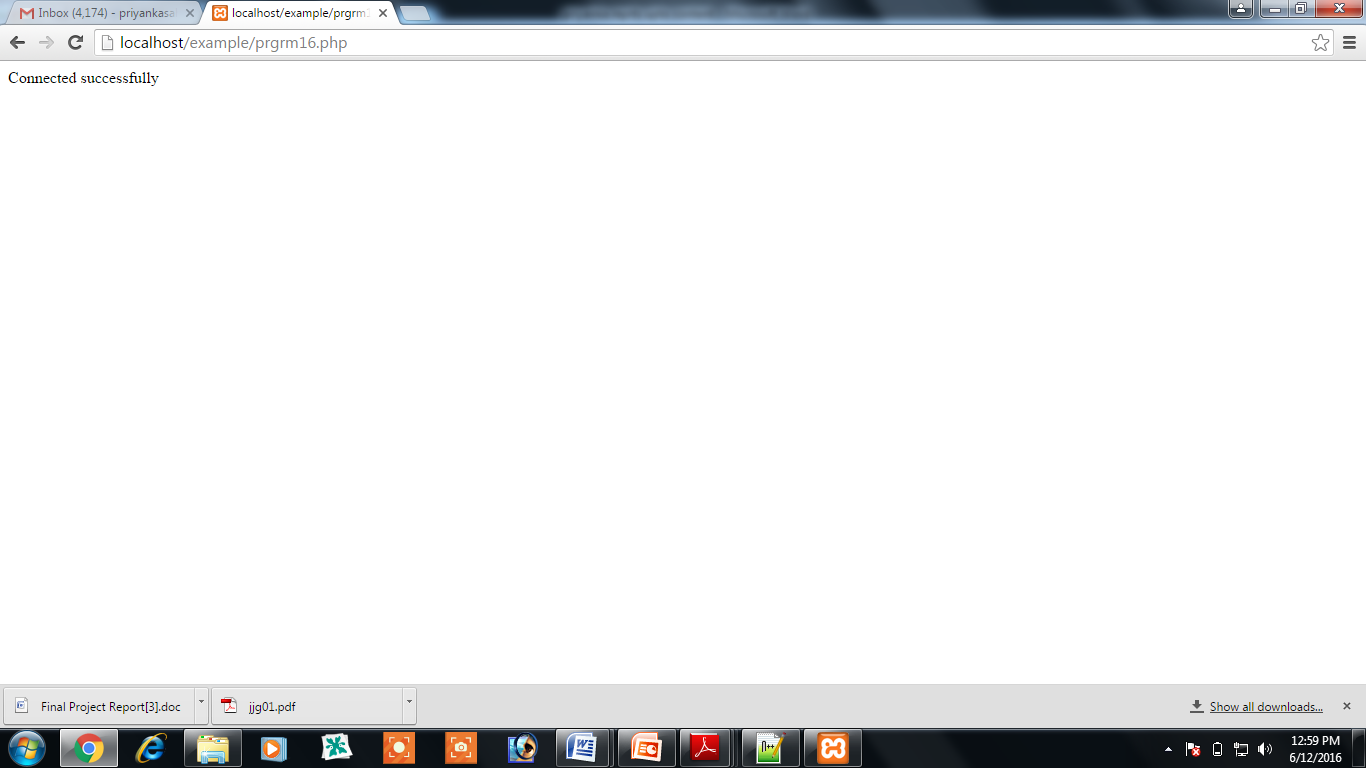 Inbox (4,174) - priyankasa
localhost/example/prgrm1
localhost/example/prgrm16.php
Connected successfully
Final Project Report[3].doc
jjg01.pdf
Show all downloads...
12:59 PM
6/12/2016